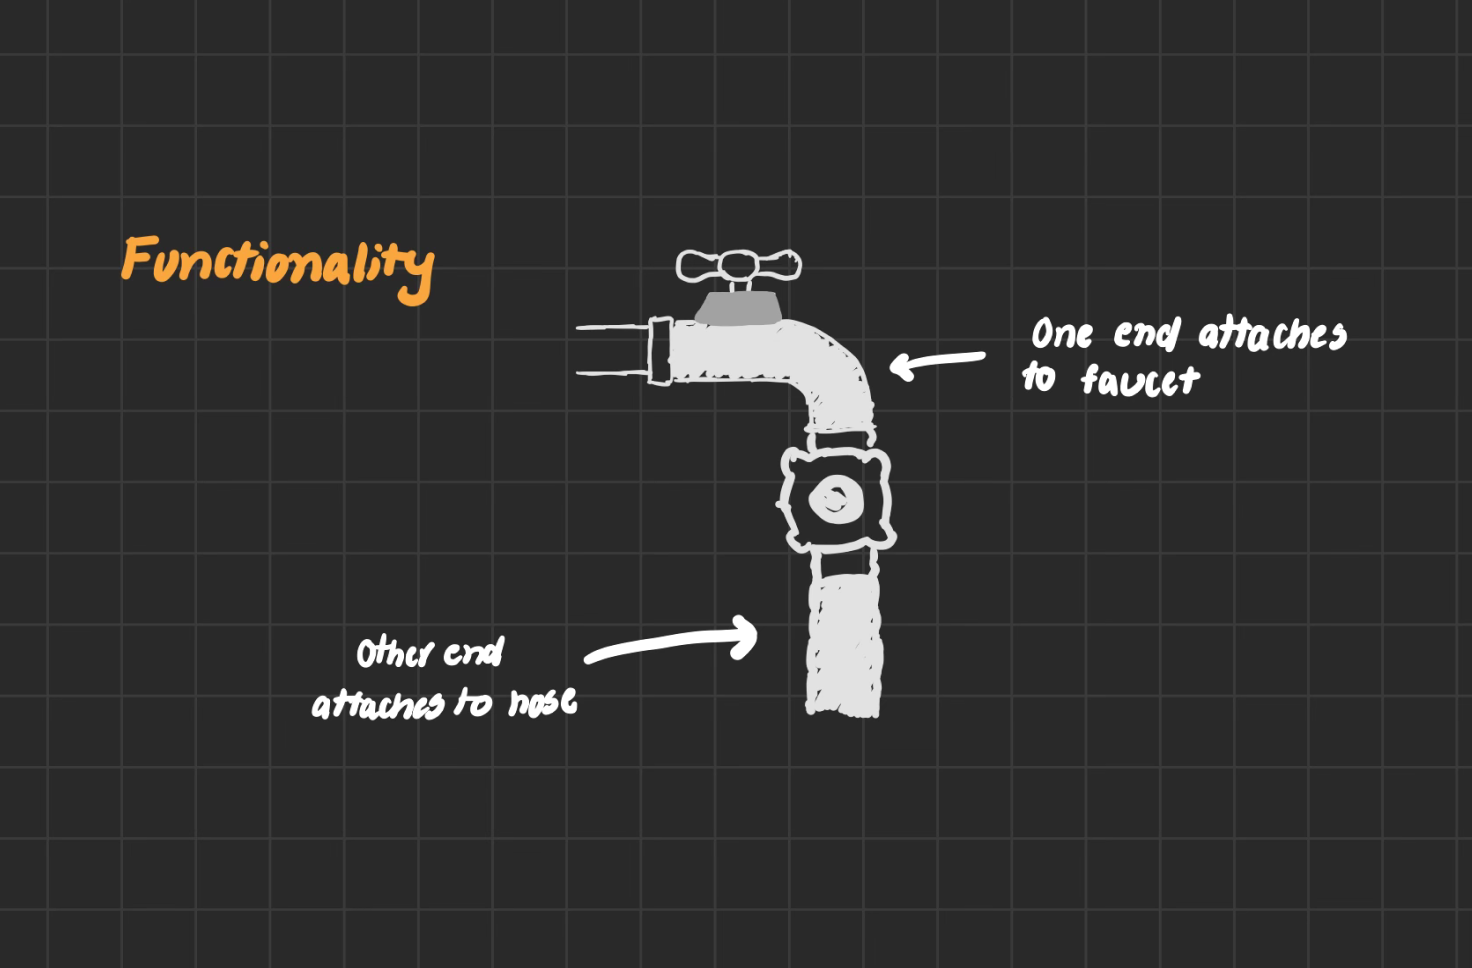 Functionality
One end attaches
to faucet
Other end
attaches to hose